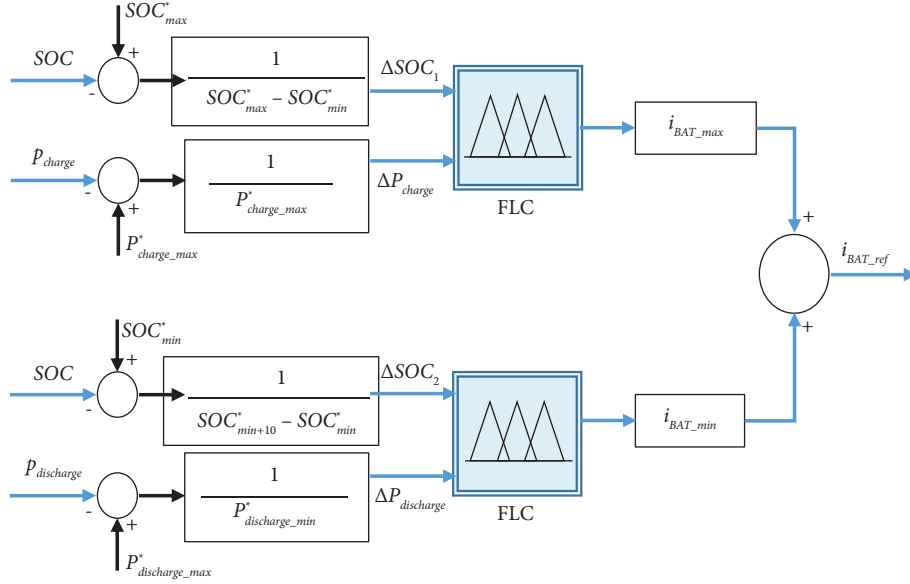 SOC*max
SOC
+
-
1
SOC*max – SOC*min
ΔSOC1
pcharge
-
+
P*charge_max
1
P*charge_max
ΔPcharge
FLC
iBAT_max
+
iBAT_ref
+
SOC*min
SOC
+
-
1
SOC*min+10 – SOC*min
ΔSOC2
pdischarge
-
+
P*discharge_max
1
P*discharge_min
ΔPdischarge
FLC
iBAT_min